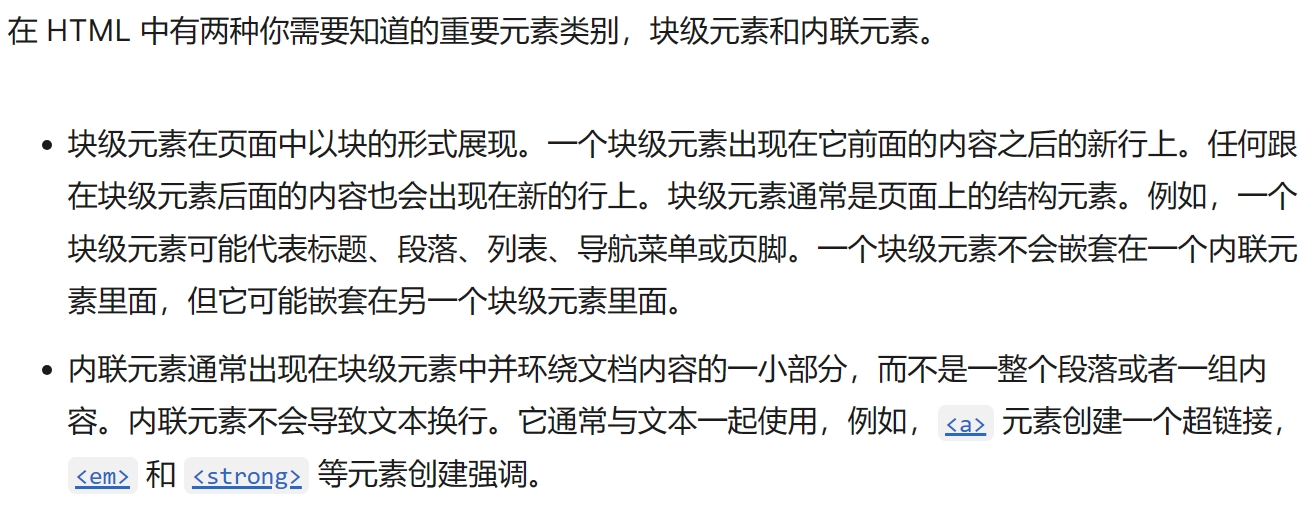 在 HTML 中有两种你需要知道的重要元素类别，块级元素和内联元素。
• 块级元素在页面中以块的形式展现。一个块级元素出现在它前面的内容之后的新行上。任何跟
在块级元素后面的内容也会出现在新的行上。块级元素通常是页面上的结构元素。例如，一个
块级元素可能代表标题、段落、列表、导航菜单或页脚。一个块级元素不会嵌套在一个内联元
素里面，但它可能嵌套在另一个块级元素里面。
• 内联元素通常出现在块级元素中并环绕文档内容的一小部分，而不是一整个段落或者一组内
容。内联元素不会导致文本换行。它通常与文本一起使用，例如，<a> 元素创建一个超链接，
<em> 和 <strong> 等元素创建强调。